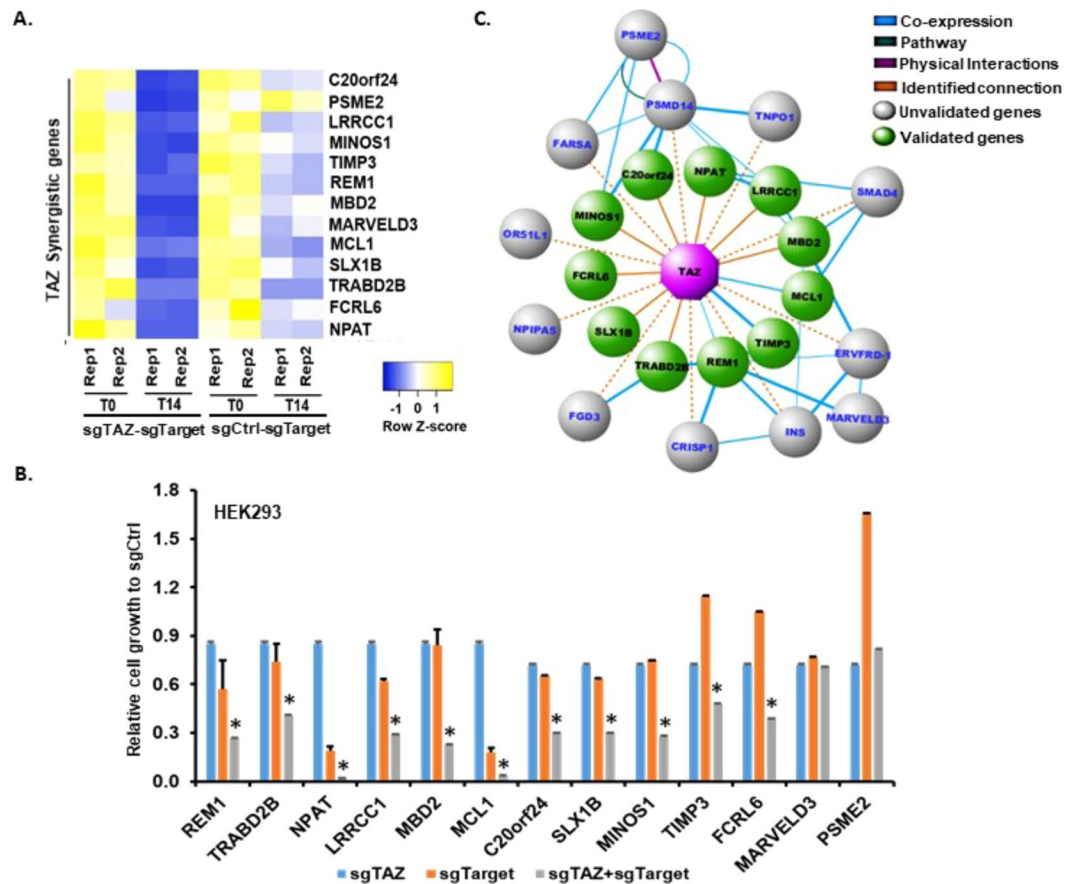 A.
TAZ Synergistic genes
C20orf24
PSME2
LRRCC1
MINOS1
TIMP3
REM1
MBD2
MARVELD3
MCL1
SLX1B
TRABD2B
FCRL6
NPAT
Rep1 Rep2 Rep1 Rep2 Rep1 Rep2 Rep1 Rep2
T0 T14 T0 T14
sgTAZ-sgTarget sgCtrl-sgTarget
-1 0 1
Row Z-score
C.
Co-expression
Pathway
Physical Interactions
Identified connection
Unvalidated genes
Validated genes
PSME2
PSMD14
TNPO1
FARSA
C20orf24
NPAT
LRRCC1
SMAD4
MINOS1
MBD2
OR51L1
FCRL6
TAZ
MCL1
NPIPA5
SLX1B
TIMP3
TRABD2B
REM1
ERVFRD-1
FGD3
CRISP1
INS
MARVELD3
B.
HEK293
Relative cell growth to sgCtrl
1.8
1.5
1.2
0.9
0.6
0.3
0.0
* * * * * * * * * * *
REM1 TRABD2B NPAT LRRCC1 MBD2 MCL1 C20orf24 SLX1B MINOS1 TIMP3 FCRL6 MARVELD3 PSME2
sgTAZ sgTarget sgTAZ+sgTarget